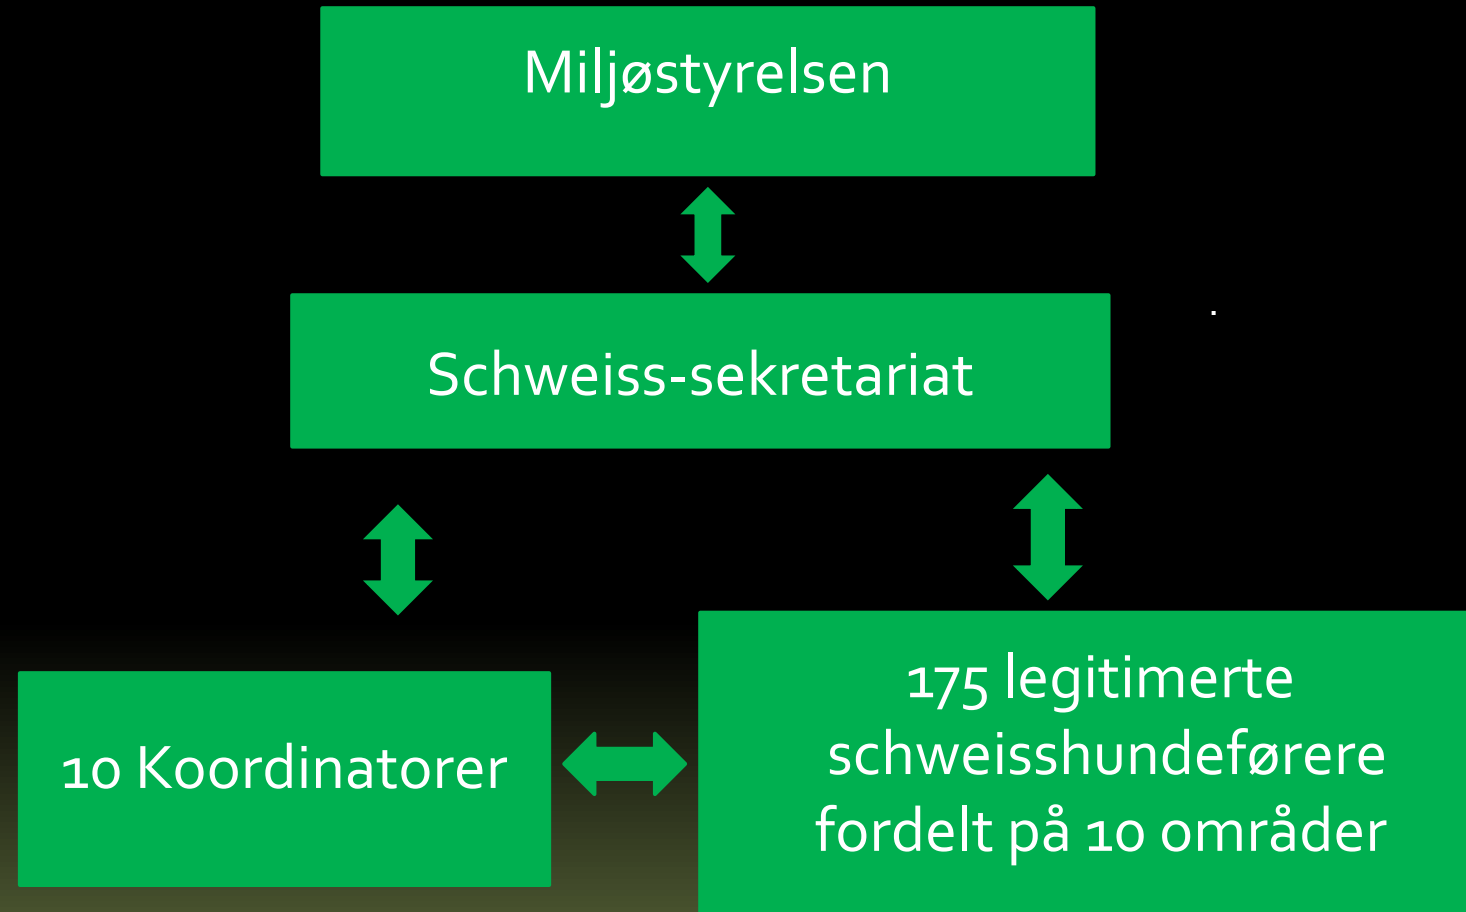 Miljøstyrelsen
.
Schweiss-sekretariat
175 legitimerte
schweisshundeførere
fordelt på 10 områder
10 Koordinatorer